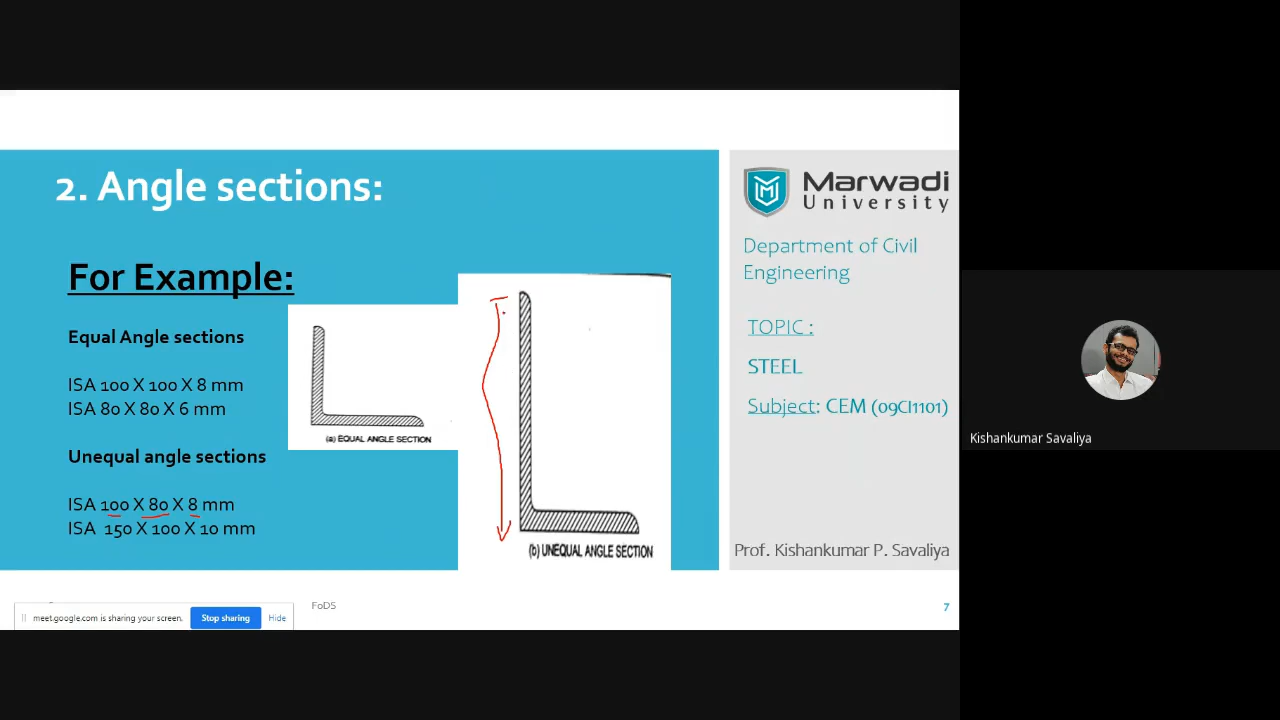 2. Angle sections:
For Example:
Equal Angle sections
ISA 100 X 100 X 8 mm
ISA 80 X 80 X 6 mm
Unequal angle sections
ISA 100 X 80 X 8 mm
ISA 150 X 100 X 10 mm
(a) EQUAL ANGLE SECTION
(b) UNEQUAL ANGLE SECTION
Marwadi
University
Department of Civil
Engineering
TOPIC :
STEEL
Subject: CEM (09CI1101)
Prof. Kishankumar P. Savaliya
FoDS
7
meet.google.com is sharing your screen.
Stop sharing
Hide
Kishankumar Savaliya